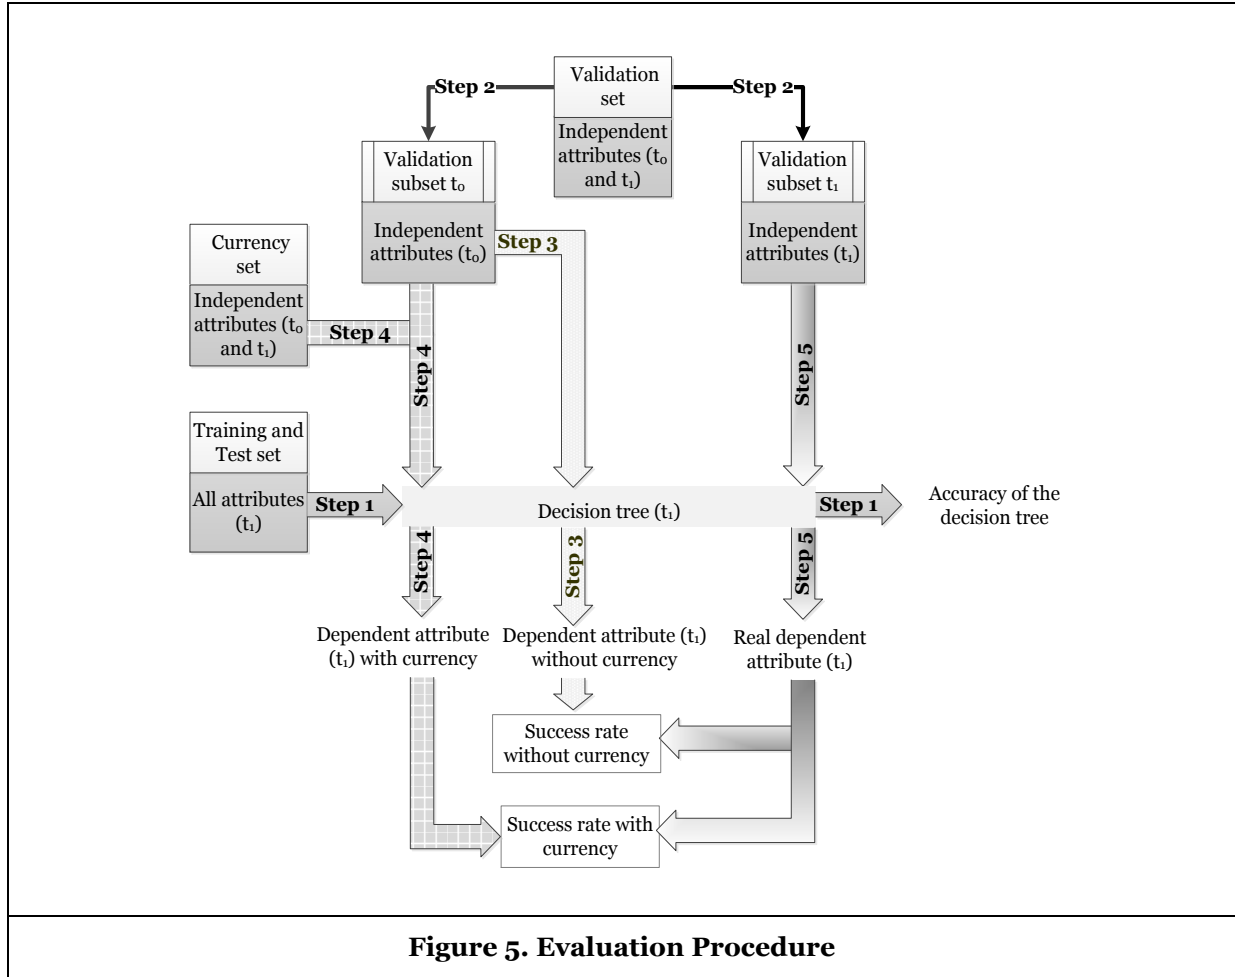 Validation
set
Independent
attributes (t₀
and t₁)
Step 2
Step 2
Validation
subset t₀
Independent
attributes (t₀)
Validation
subset t₁
Independent
attributes (t₁)
Step 3
Currency
set
Independent
attributes (t₀
and t₁)
Step 4
Step 4
Step 5
Training and
Test set
All attributes
(t₁)
Step 1
Decision tree (t₁)
Step 1
Accuracy of the
decision tree
Step 4
Step 3
Step 5
Dependent attribute
(t₁) with currency
Dependent attribute (t₁)
without currency
Real dependent
attribute (t₁)
Success rate
without currency
Success rate with
currency
Figure 5. Evaluation Procedure